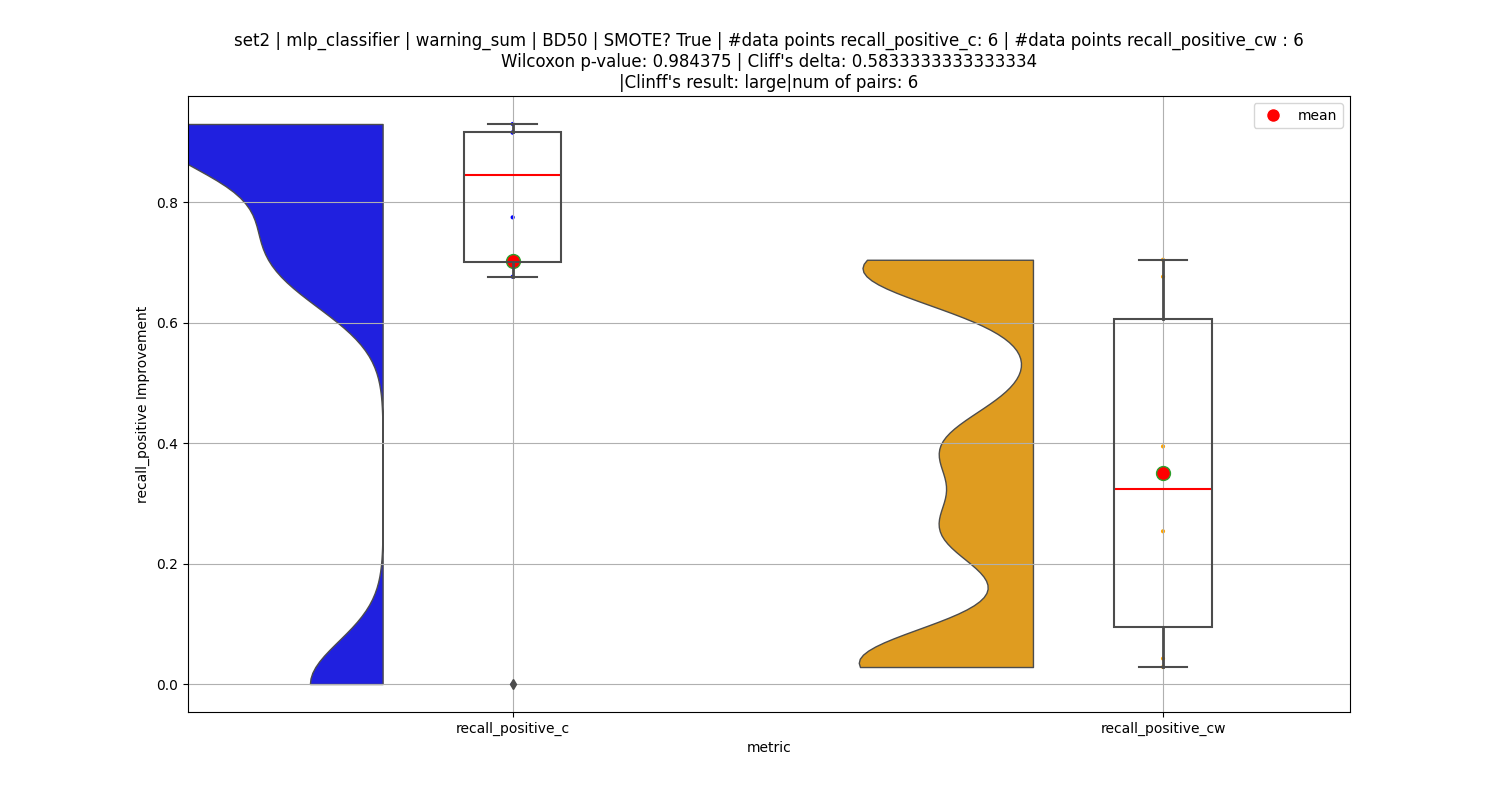 set2 | mlp_classifier | warning_sum | BD50 | SMOTE? True | #data points recall_positive_c: 6 | #data points recall_positive_cw : 6
Wilcoxon p-value: 0.984375 | Cliff's delta: 0.5833333333333334
|Clinff's result: large|num of pairs: 6
mean
recall_positive Improvement
0.8
0.6
0.4
0.2
0.0
recall_positive_c
recall_positive_cw
metric